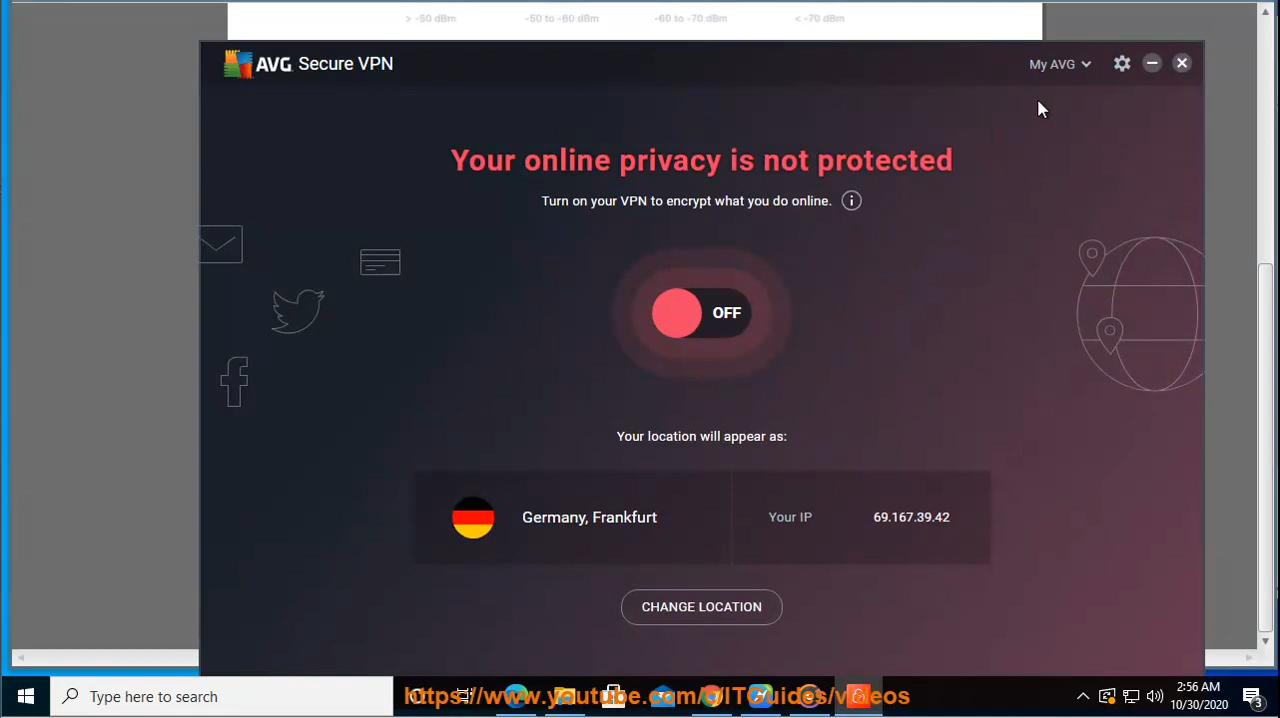 > -50 dBm -50 to -60 dBm -60 to -70 dBm < -70 dBm
AVG Secure VPN
My AVG
Your online privacy is not protected
Turn on your VPN to encrypt what you do online.
OFF
Your location will appear as:
Germany, Frankfurt
Your IP 69.167.39.42
CHANGE LOCATION
Type here to search
https://www.youtube.com/VITGuides/videos
2:56 AM
10/30/2020
3